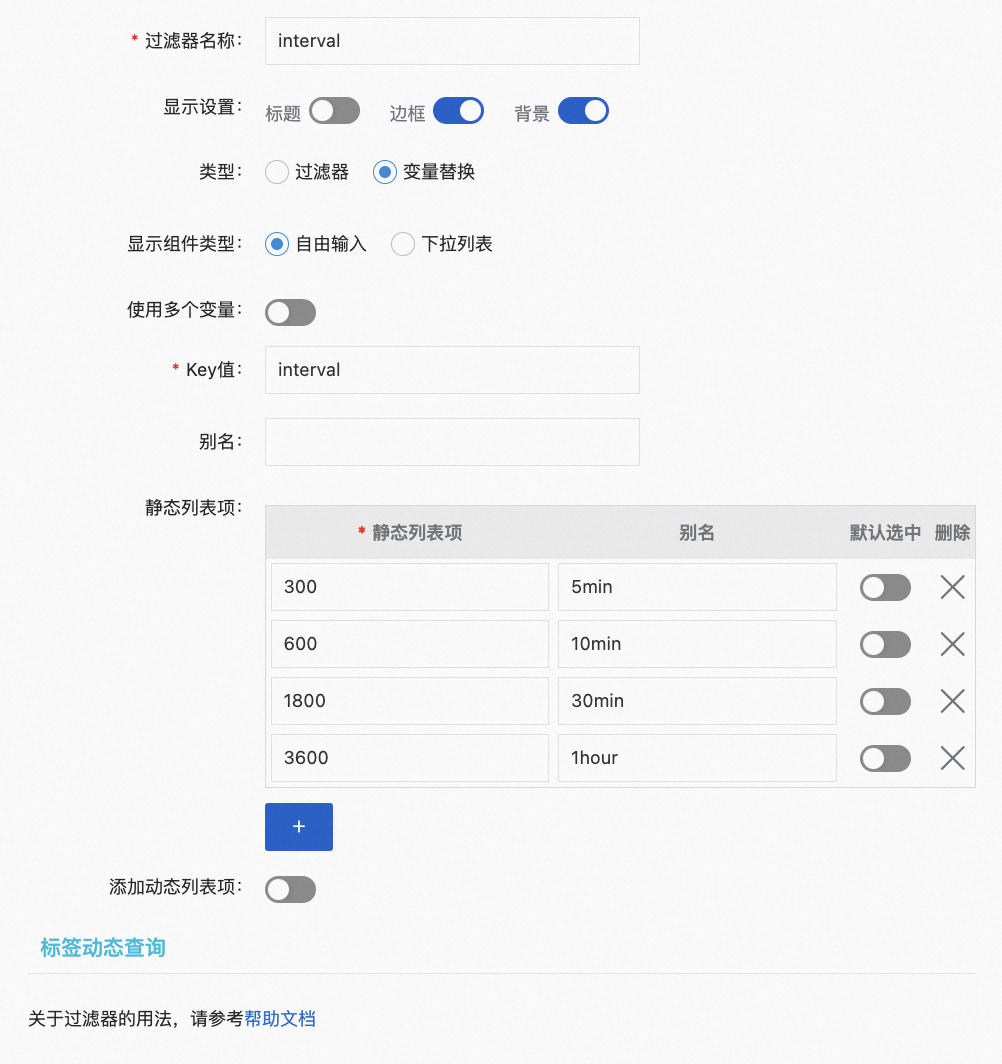 * 过滤器名称： interval
显示设置： 标题 边框 背景
类型： 过滤器 变量替换
显示组件类型： 自由输入 下拉列表
使用多个变量：
* Key值： interval
别名：
静态列表项：
* 静态列表项 别名 默认选中 删除
300 5min
600 10min
1800 30min
3600 1hour
+
添加动态列表项：
标签动态查询
关于过滤器的用法，请参考帮助文档